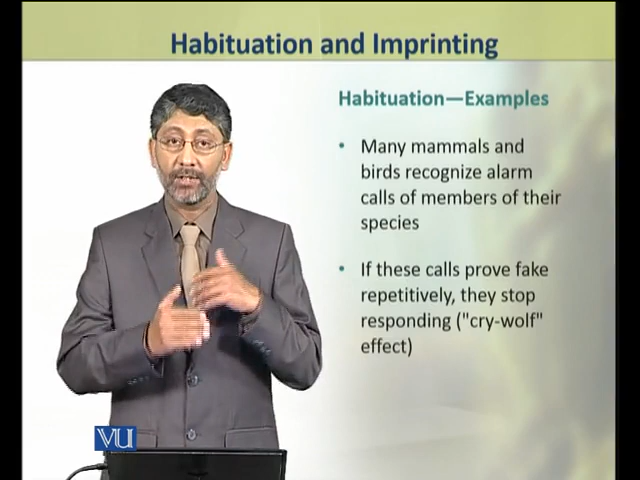 Habituation and Imprinting
Habituation—Examples
• Many mammals and
birds recognize alarm
calls of members of their
species
• If these calls prove fake
repetitively, they stop
responding ("cry-wolf"
effect)
VU